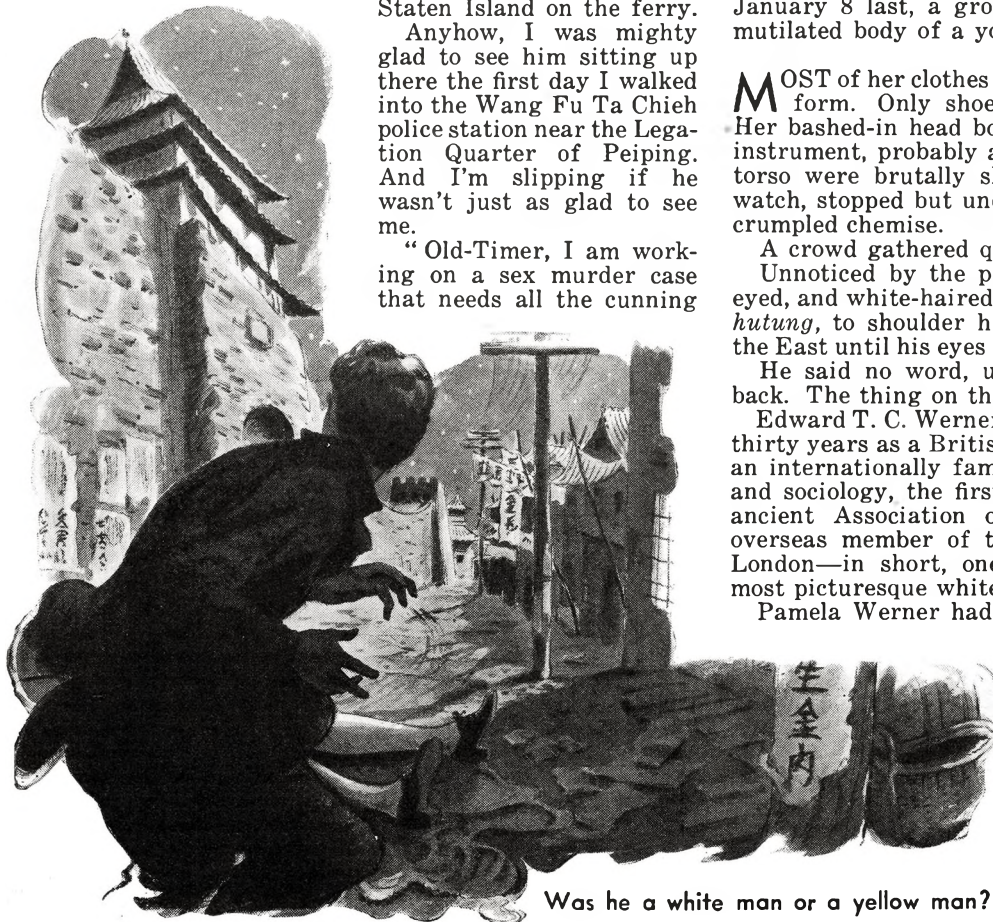 Staten Island on the ferry.
Anyhow, I was mighty
glad to see him sitting up
there the first day I walked
into the Wang Fu Ta Chieh
police station near the Lega-
tion Quarter of Peiping.
And I'm slipping if he
wasn't just as glad to see
me.
“Old-Timer, I am work-
ing on a sex murder case
that needs all the cunning
January 8 last, a gro
mutilated body of a yo
MOST of her clothes
form. Only shoe
Her bashed-in head bo
instrument, probably a
torso were brutally sl
watch, stopped but un
crumpled chemise.
A crowd gathered q
Unnoticed by the p
eyed, and white-haired
hutung, to shoulder h
the East until his eyes
He said no word, u
back. The thing on th
Edward T. C. Werner
thirty years as a Britis
an internationally fam
and sociology, the firs
ancient Association o
overseas member of t
London—in short, one
most picturesque white
Pamela Werner had
生金内
Was he a white man or a yellow man?